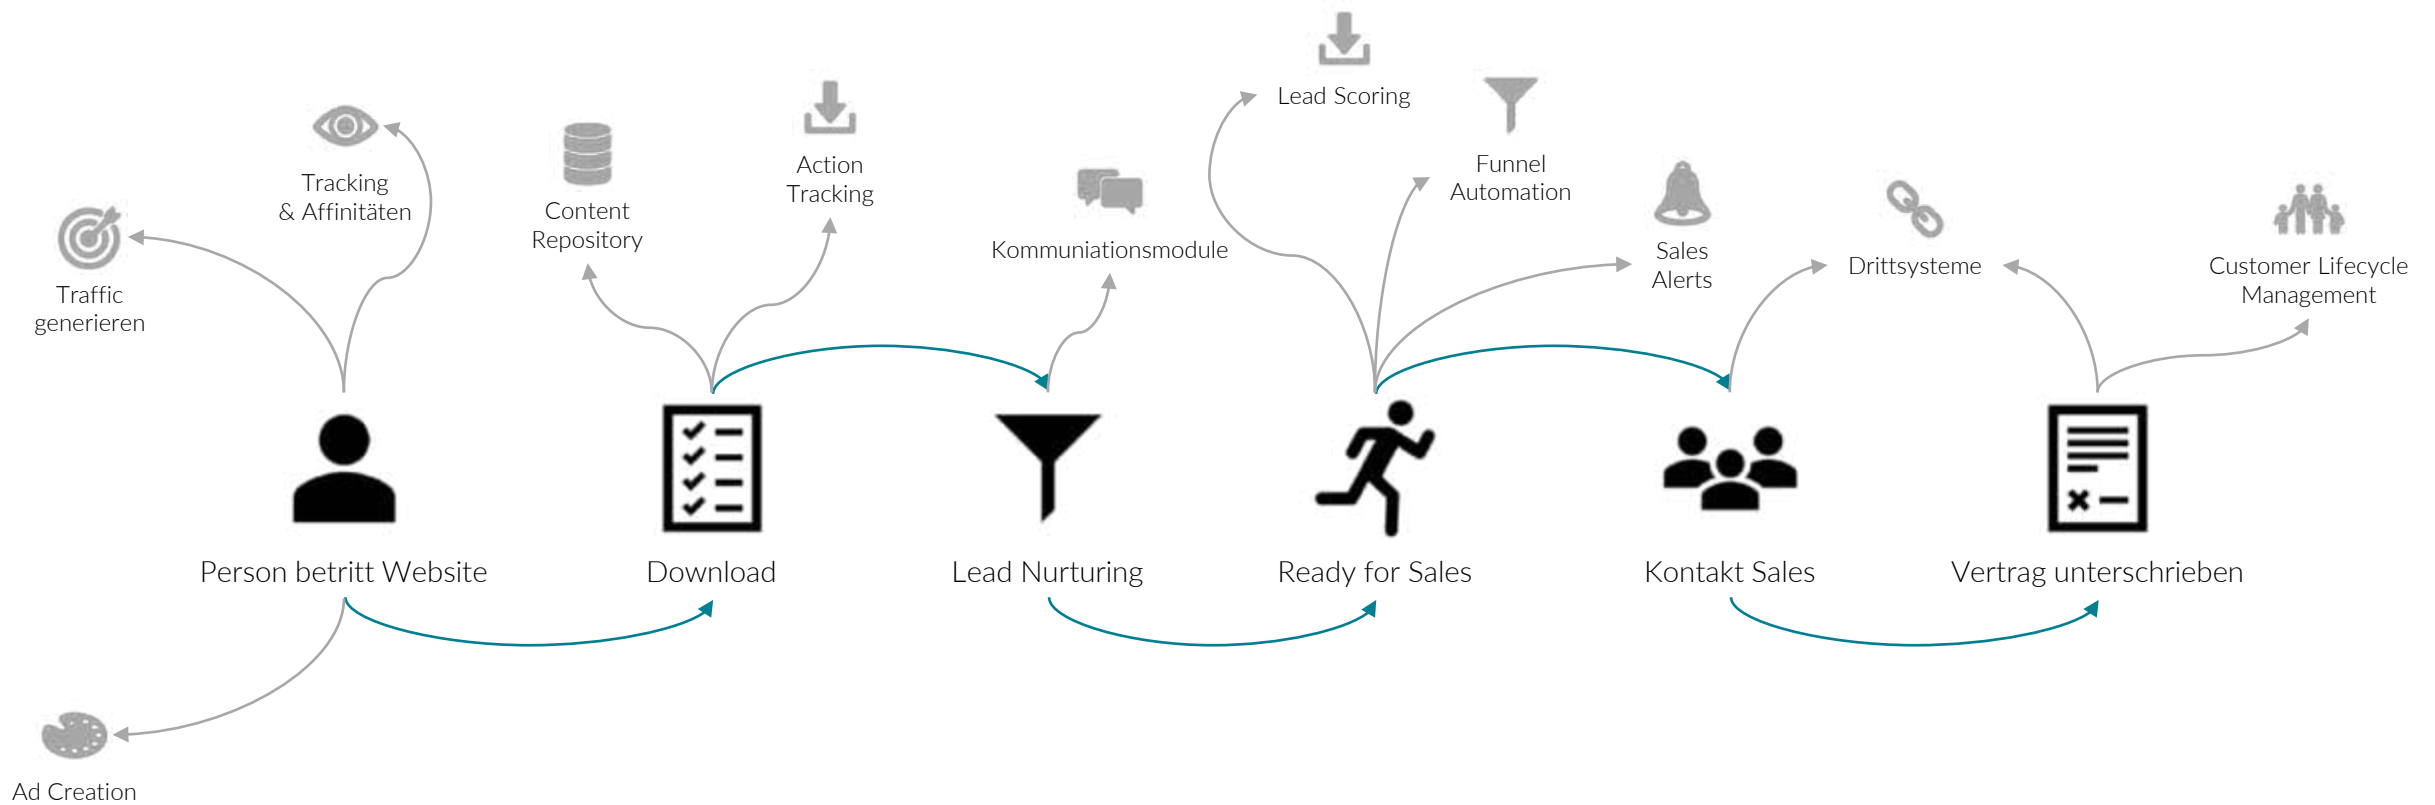 Lead Scoring
Funnel
Automation
Action
Tracking
Tracking
& Affinitäten
Content
Repository
Kommuniationsmodule
Sales
Alerts
Drittsysteme
Customer Lifecycle
Management
Traffic
generieren
Person betritt Website
Download
Lead Nurturing
Ready for Sales
Kontakt Sales
Vertrag unterschrieben
Ad Creation